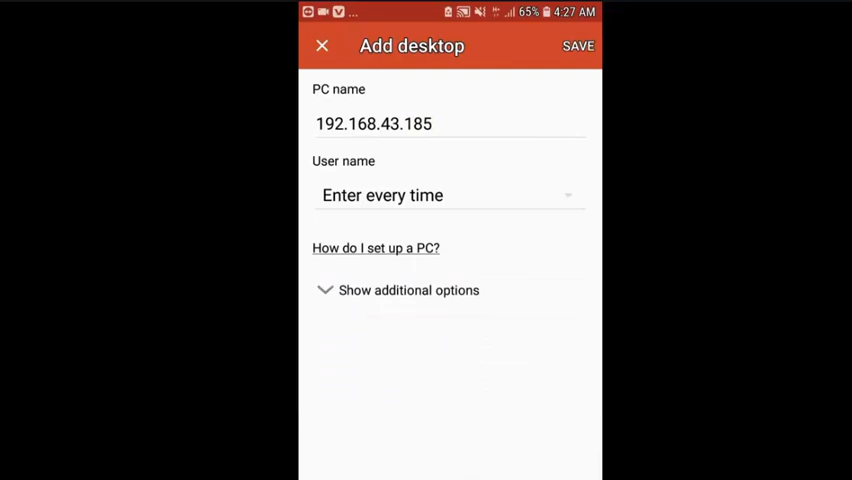 ... 65% 4:27 AM
Add desktop SAVE
PC name
192.168.43.185
User name
Enter every time
How do I set up a PC?
Show additional options